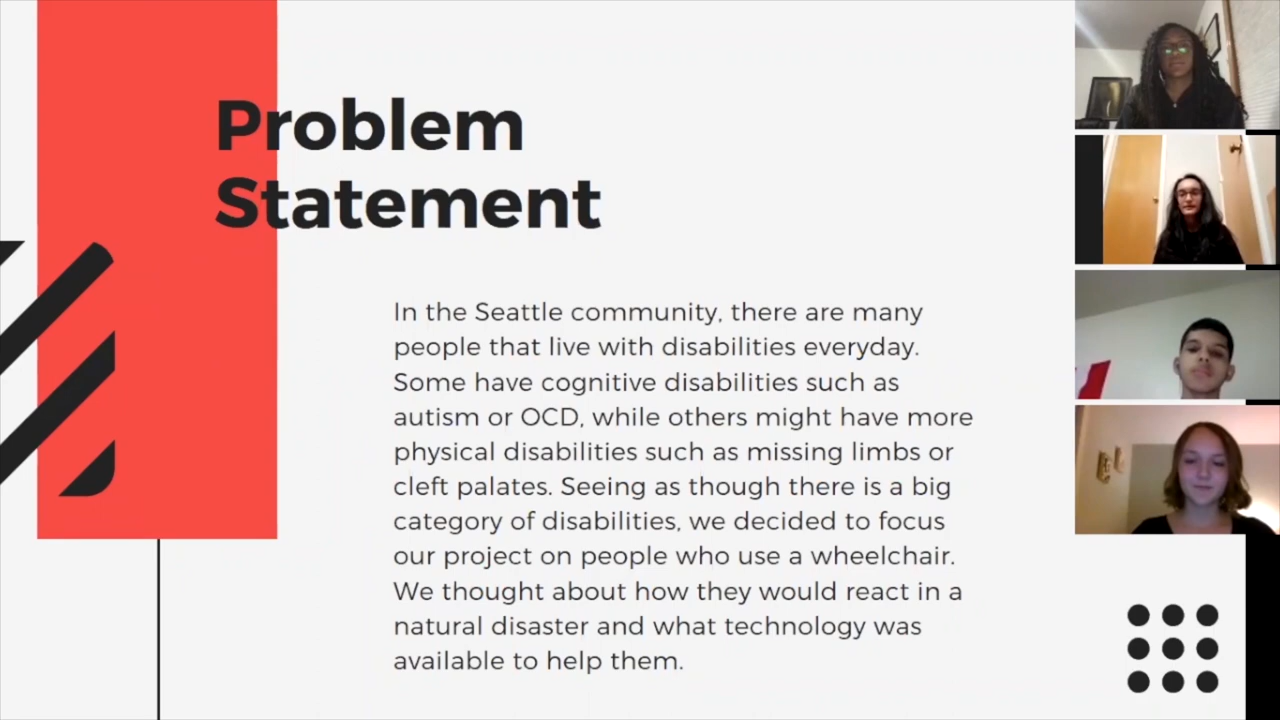 Problem
Statement
In the Seattle community, there are many
people that live with disabilities everyday.
Some have cognitive disabilities such as
autism or OCD, while others might have more
physical disabilities such as missing limbs or
cleft palates. Seeing as though there is a big
category of disabilities, we decided to focus
our project on people who use a wheelchair.
We thought about how they would react in a
natural disaster and what technology was
available to help them.